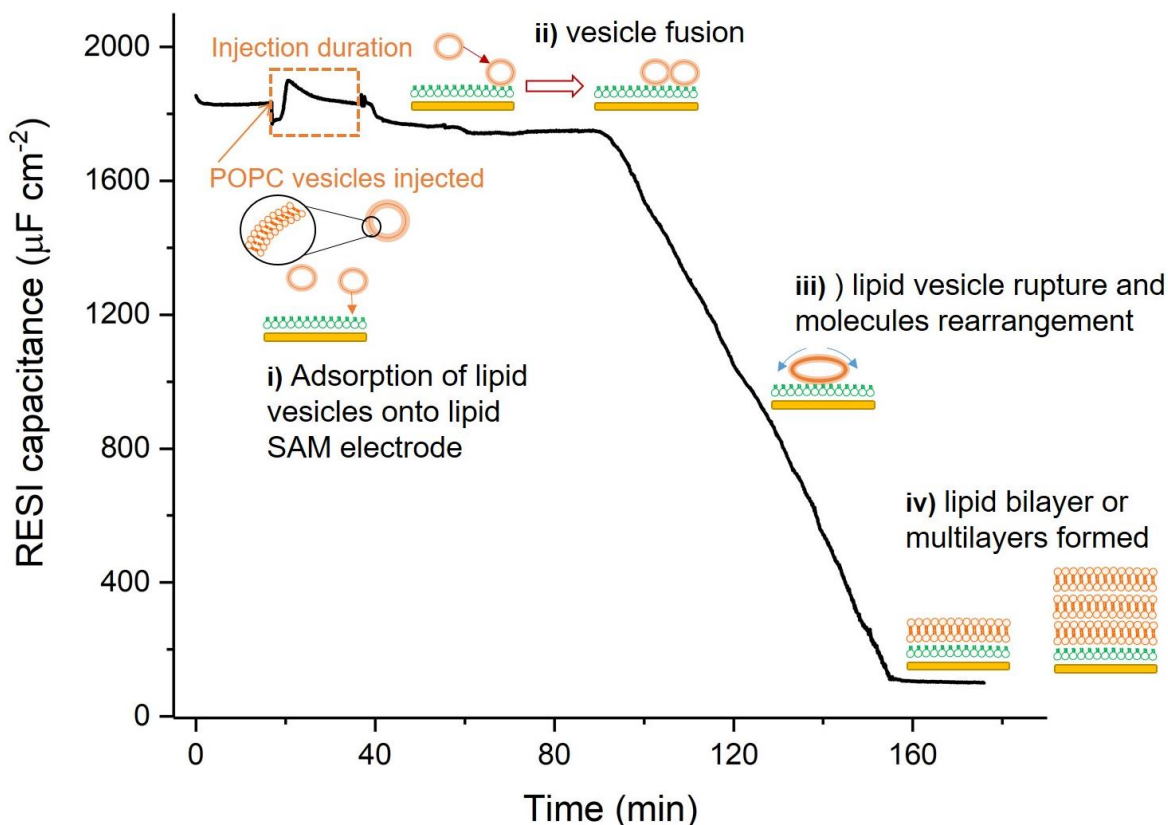 RESI capacitance (μF cm-2)
2000
1600
1200
800
400
0
Injection duration
ii) vesicle fusion
POPC vesicles injected
i) Adsorption of lipid
vesicles onto lipid
SAM electrode
iii) ) lipid vesicle rupture and
molecules rearrangement
iv) lipid bilayer or
multilayers formed
0 40 80 120 160
Time (min)